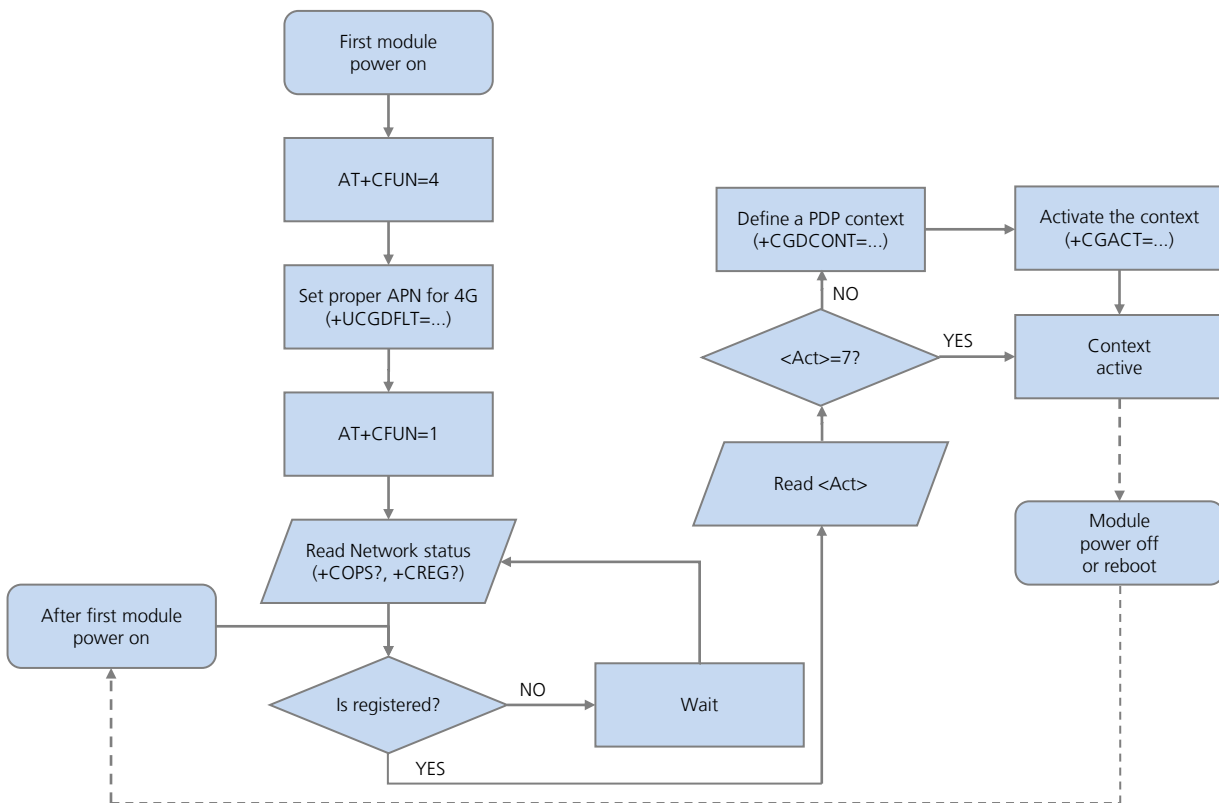 First module
power on
AT+CFUN=4
Set proper APN for 4G
(+UCGDFLT=...)
AT+CFUN=1
Read Network status
(+COPS?, +CREG?)
After first module
power on
Is registered?
NO
Wait
YES
Read <Act>
<Act>=7?
NO
YES
Define a PDP context
(+CGDCONT=...)
Activate the context
(+CGACT=...)
Context
active
Module
power off
or reboot